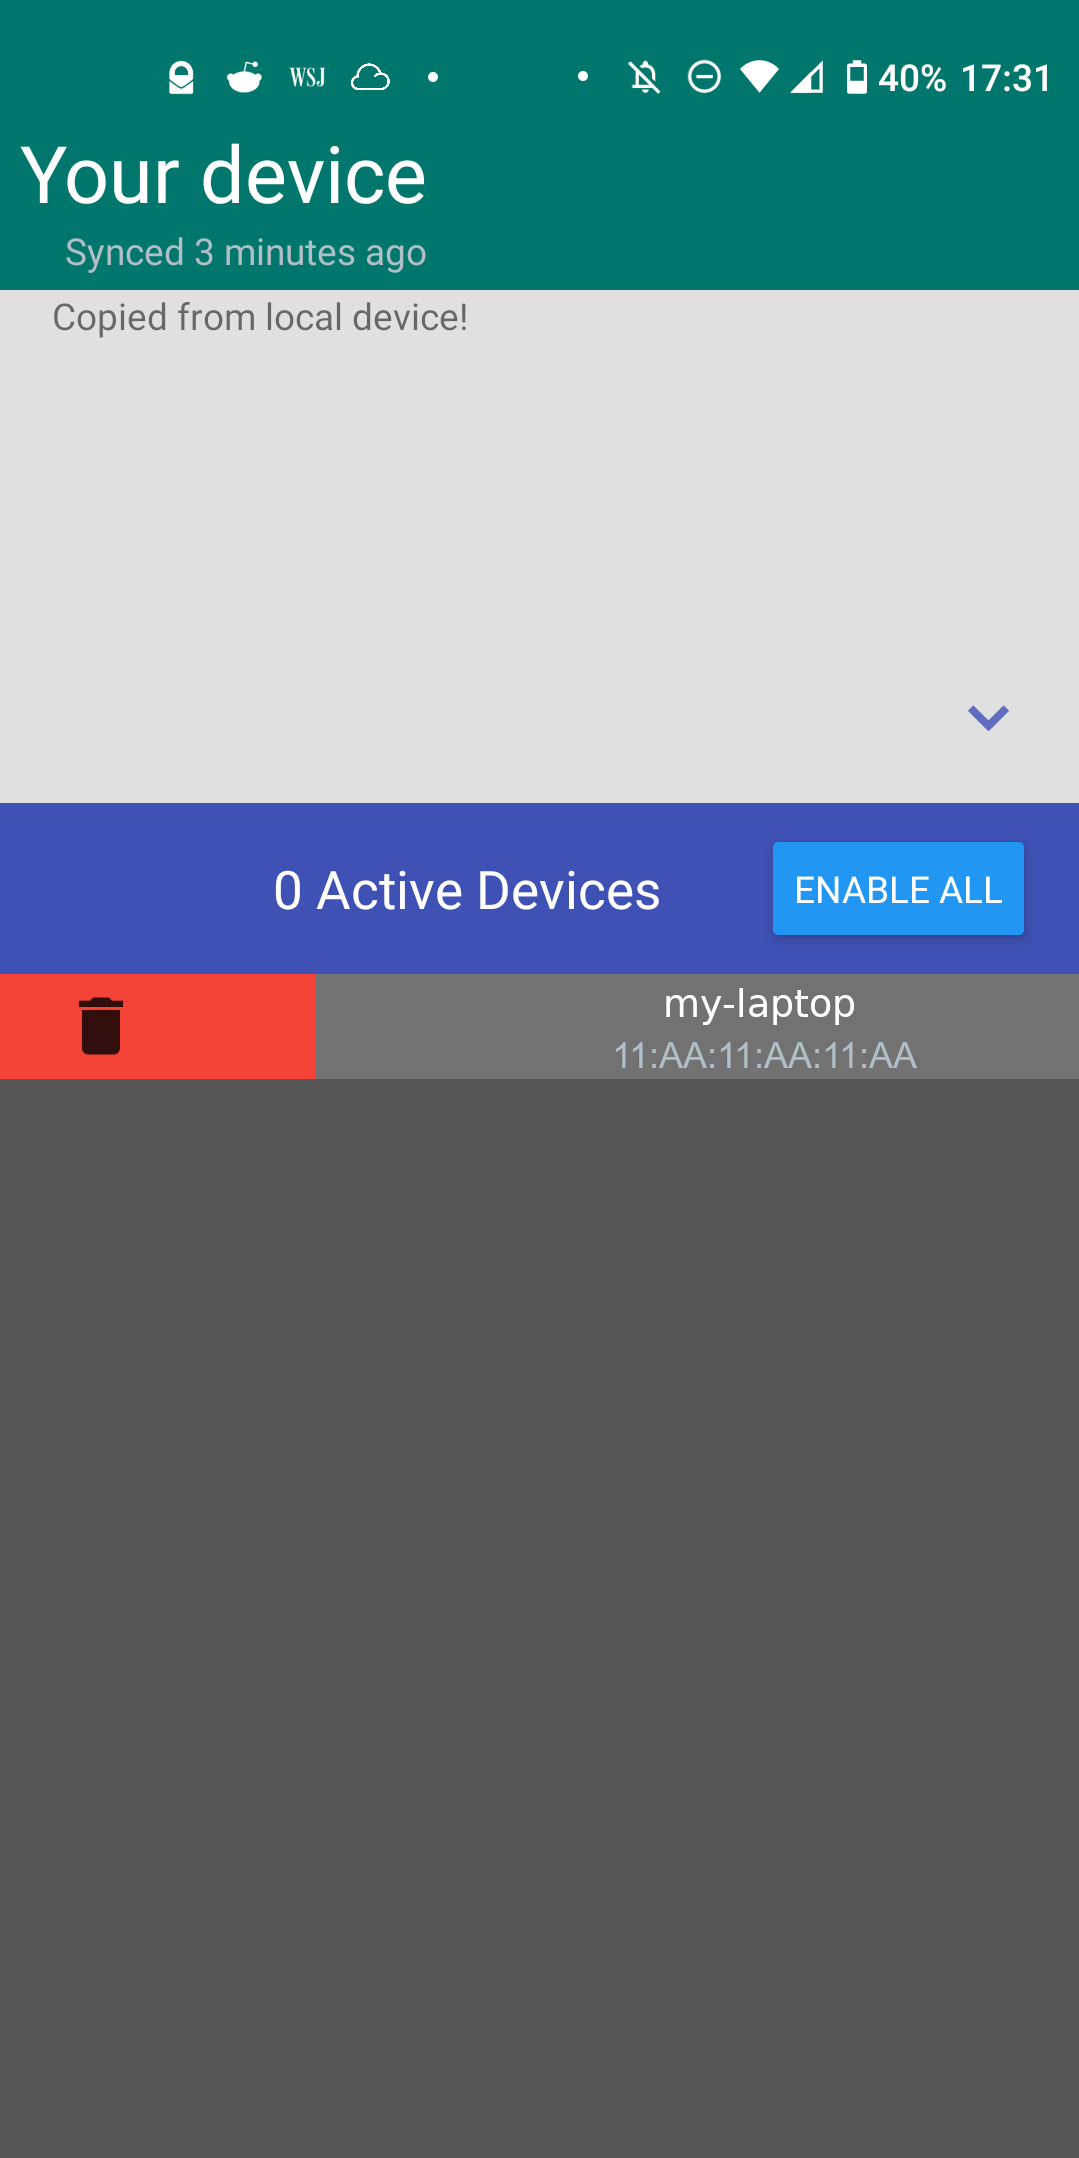 WSJ 40% 17:31
Your device
Synced 3 minutes ago
Copied from local device!
0 Active Devices ENABLE ALL
my-laptop
11:AA:11:AA:11:AA